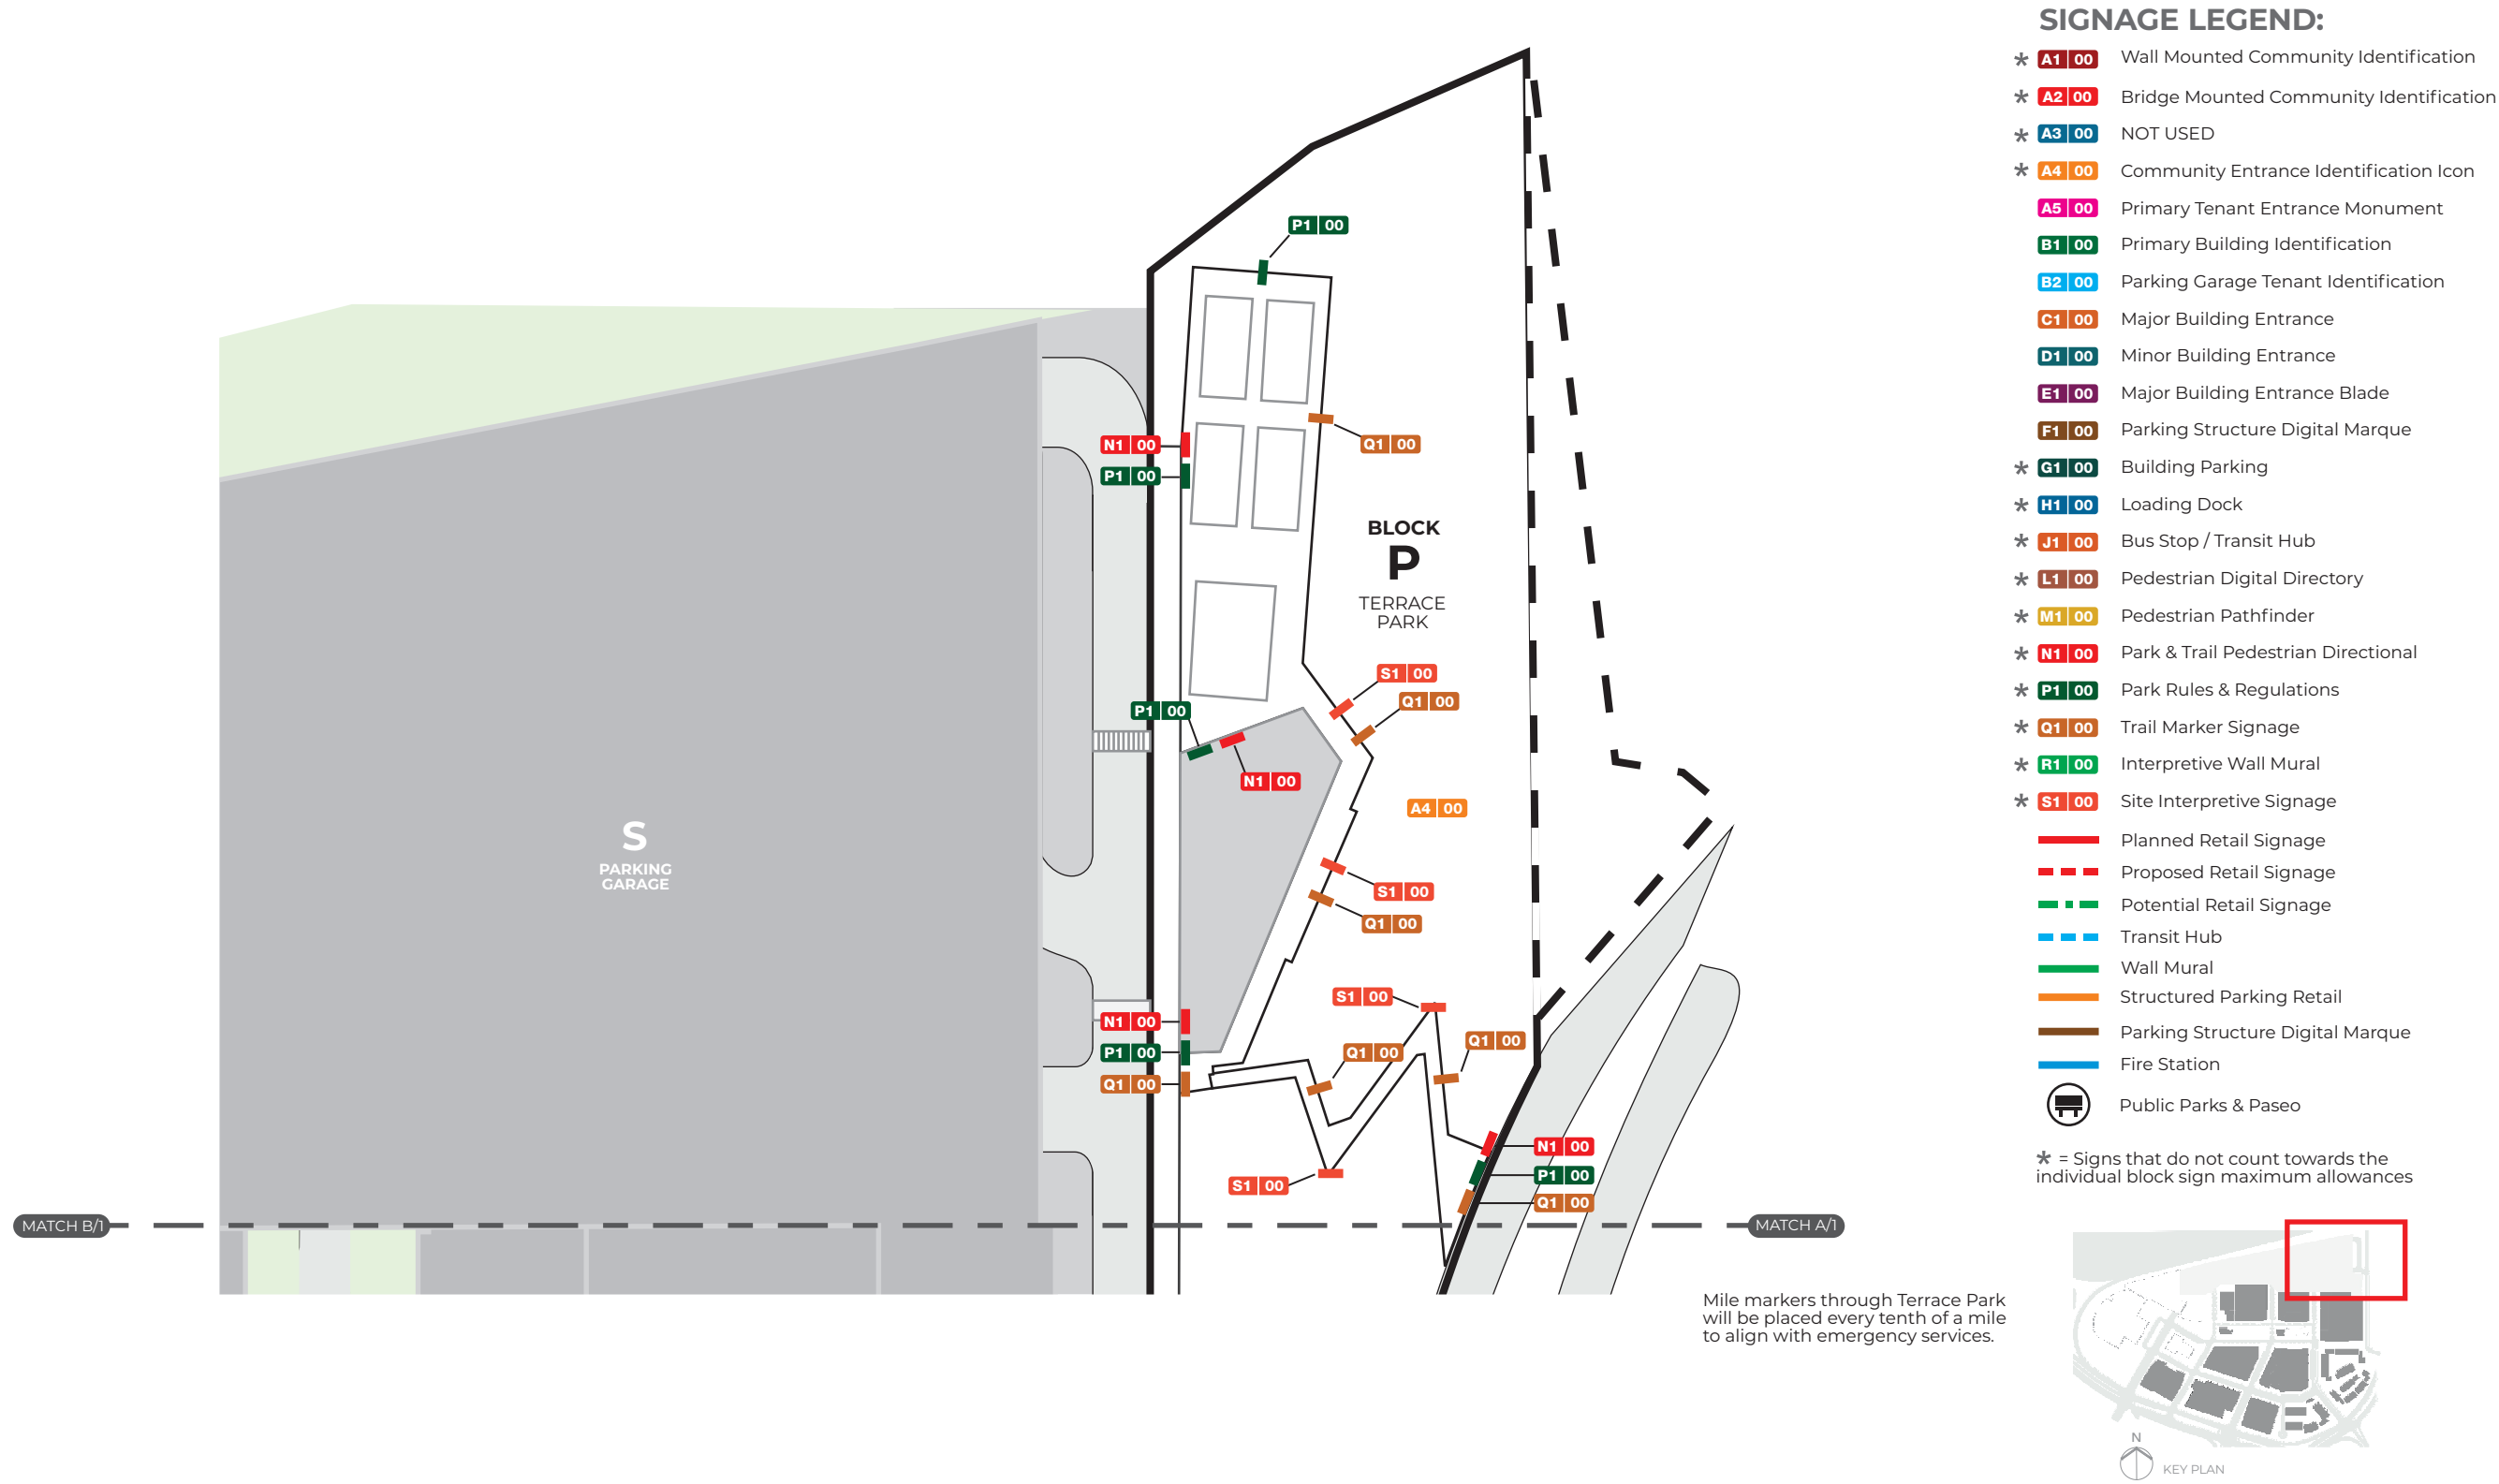 SIGNAGE LEGEND:
* A1 00 Wall Mounted Community Identification
* A2 00 Bridge Mounted Community Identification
* A3 00 NOT USED
* A4 00 Community Entrance Identification Icon
A5 00 Primary Tenant Entrance Monument
B1 00 Primary Building Identification
B2 00 Parking Garage Tenant Identification
C1 00 Major Building Entrance
D1 00 Minor Building Entrance
E1 00 Major Building Entrance Blade
F1 00 Parking Structure Digital Marque
* G1 00 Building Parking
* H1 00 Loading Dock
* J1 00 Bus Stop / Transit Hub
* L1 00 Pedestrian Digital Directory
* M1 00 Pedestrian Pathfinder
* N1 00 Park & Trail Pedestrian Directional
* P1 00 Park Rules & Regulations
* Q1 00 Trail Marker Signage
* R1 00 Interpretive Wall Mural
* S1 00 Site Interpretive Signage
Planned Retail Signage
Proposed Retail Signage
Potential Retail Signage
Transit Hub
Wall Mural
Structured Parking Retail
Parking Structure Digital Marque
Fire Station
Public Parks & Paseo
* = Signs that do not count towards the
individual block sign maximum allowances
P1 00
N1 00
Q1 00
P1 00
BLOCK
P
TERRACE
PARK
S1 00
Q1 00
P1 00
N1 00
A4 00
S
PARKING
GARAGE
S1 00
Q1 00
S1 00
N1 00
Q1 00
P1 00
Q1 00
Q1 00
N1 00
P1 00
S1 00
Q1 00
MATCH B/1
MATCH A/1
Mile markers through Terrace Park
will be placed every tenth of a mile
to align with emergency services.
N
KEY PLAN